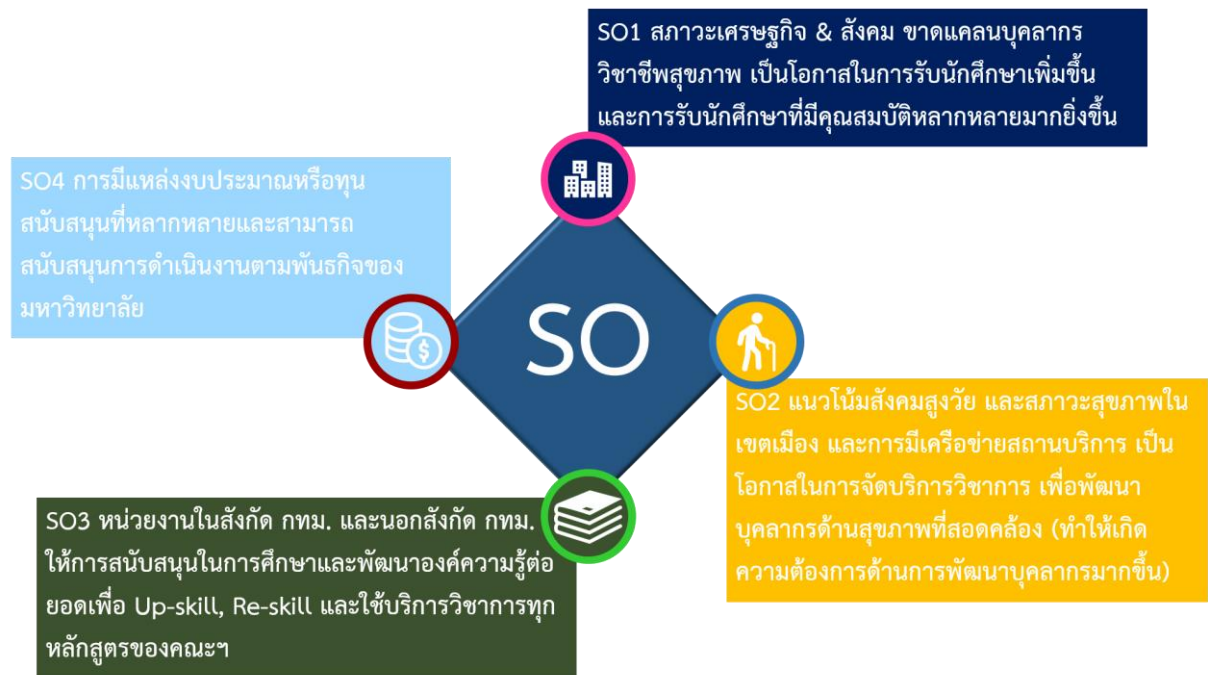 SO1 สภาวะเศรษฐกิจ & สังคม ขาดแคลนบุคลากร
วิชาชีพสุขภาพ เป็นโอกาสในการรับนักศึกษาเพิ่มขึ้น
และการรับนักศึกษาที่มีคุณสมบัติหลากหลายมากยิ่งขึ้น
SO4 การมีแหล่งงบประมาณหรือทุน
สนับสนุนที่หลากหลายและสามารถ
สนับสนุนการดำเนินงานตามพันธกิจของ
มหาวิทยาลัย
SO
SO2 แนวโน้มสังคมสูงวัย และสภาวะสุขภาพใน
เขตเมือง และการมีเครือข่ายสถานบริการ เป็น
โอกาสในการจัดบริการวิชาการ เพื่อพัฒนา
บุคลากรด้านสุขภาพที่สอดคล้อง (ทำให้เกิด
ความต้องการด้านการพัฒนาบุคลากรมากขึ้น)
SO3 หน่วยงานในสังกัด กทม. และนอกสังกัด กทม.
ให้การสนับสนุนในการศึกษาและพัฒนาองค์ความรู้ต่อ
ยอดเพื่อ Up-skill, Re-skill และใช้บริการวิชาการทุก
หลักสูตรของคณะฯ